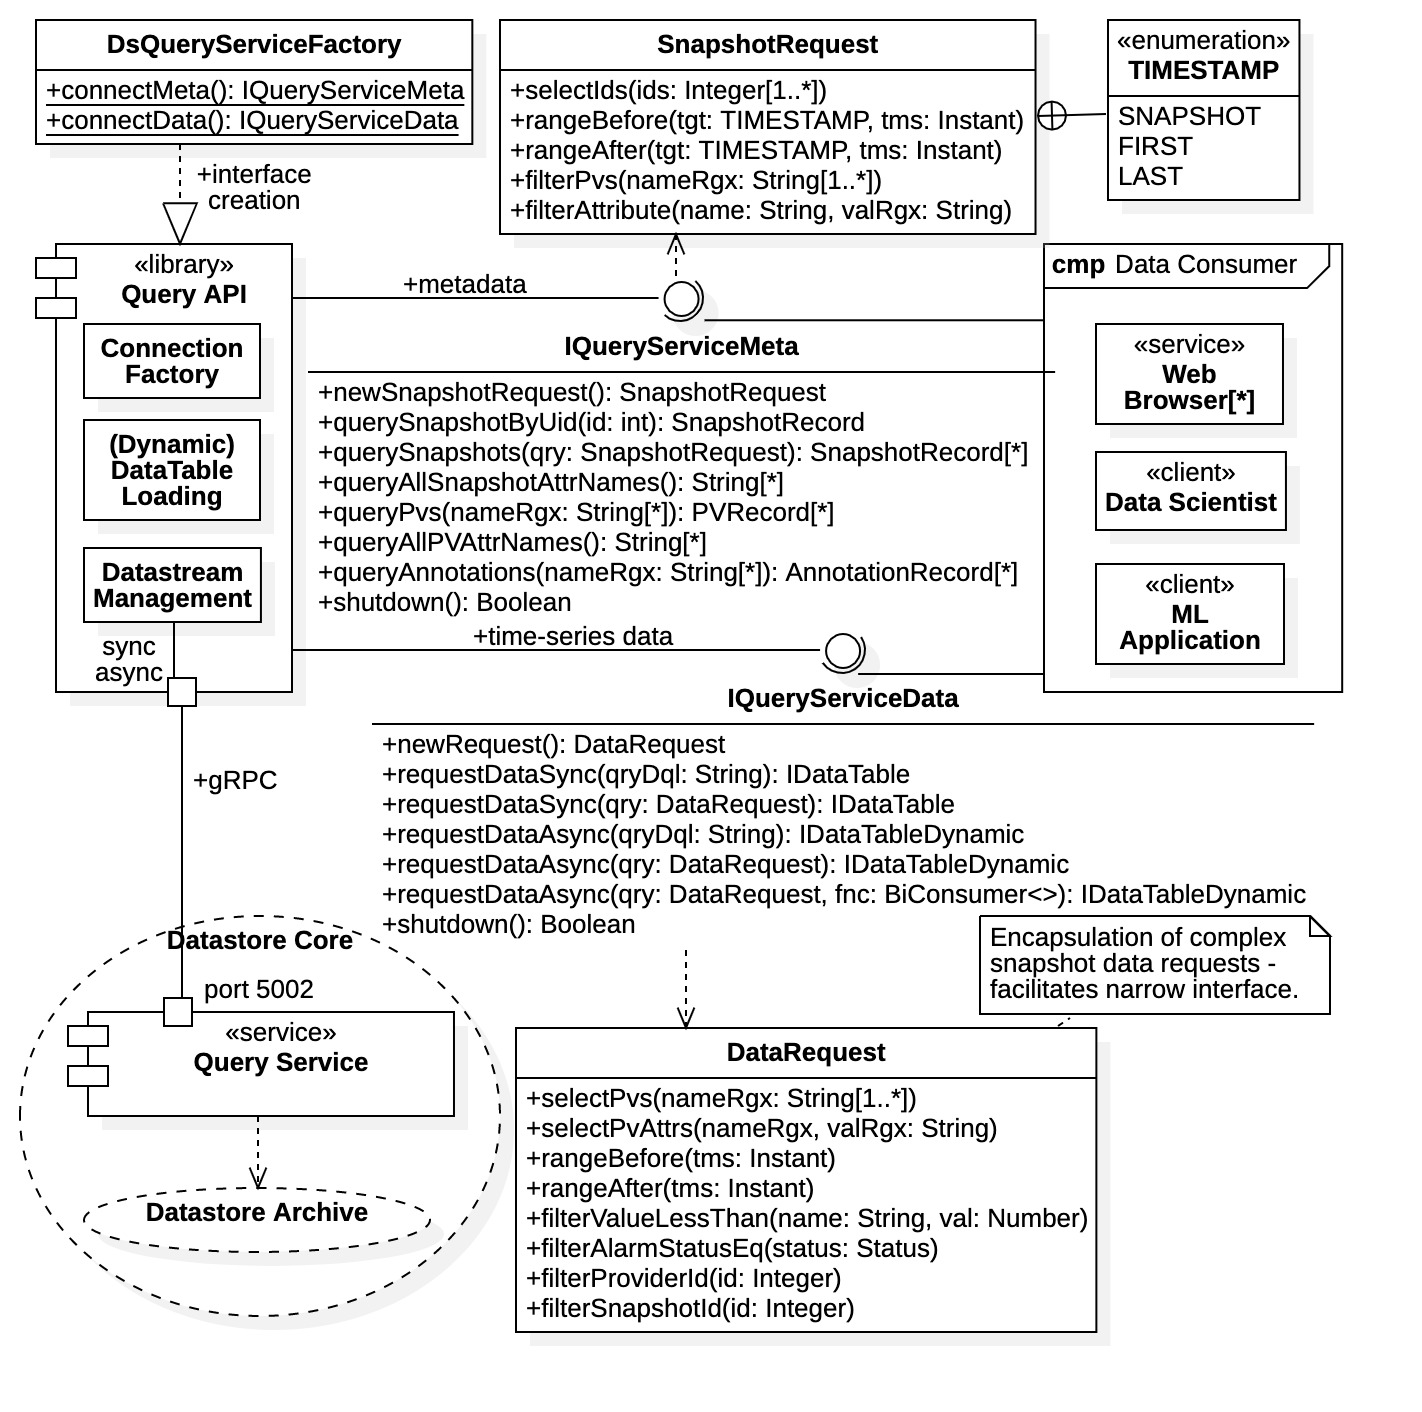 DsQueryServiceFactory
+connectMeta(): IQueryServiceMeta
+connectData(): IQueryServiceData
SnapshotRequest
+selectIds(ids: Integer[1..*])
+rangeBefore(tgt: TIMESTAMP, tms: Instant)
+rangeAfter(tgt: TIMESTAMP, tms: Instant)
+filterPvs(nameRgx: String[1..*])
+filterAttribute(name: String, valRgx: String)
«enumeration»
TIMESTAMP
SNAPSHOT
FIRST
LAST
+interface
creation
«library»
Query API
Connection
Factory
(Dynamic)
DataTable
Loading
Datastream
Management
sync
async
+metadata
IQueryServiceMeta
+newSnapshotRequest(): SnapshotRequest
+querySnapshotByUid(id: int): SnapshotRecord
+querySnapshots(qry: SnapshotRequest): SnapshotRecord[*]
+queryAllSnapshotAttrNames(): String[*]
+queryPvs(nameRgx: String[*]): PVRecord[*]
+queryAllPVAttrNames(): String[*]
+queryAnnotations(nameRgx: String[*]): AnnotationRecord[*]
+shutdown(): Boolean
cmp Data Consumer
«service»
Web
Browser[*]
«client»
Data Scientist
«client»
ML
Application
+time-series data
IQueryServiceData
+newRequest(): DataRequest
+requestDataSync(qryDql: String): IDataTable
+requestDataSync(qry: DataRequest): IDataTable
+requestDataAsync(qryDql: String): IDataTableDynamic
+requestDataAsync(qry: DataRequest): IDataTableDynamic
+requestDataAsync(qry: DataRequest, fnc: BiConsumer<>): IDataTableDynamic
+shutdown(): Boolean
+gRPC
Datastore Core
port 5002
«service»
Query Service
Datastore Archive
Encapsulation of complex
snapshot data requests -
facilitates narrow interface.
DataRequest
+selectPvs(nameRgx: String[1..*])
+selectPvAttrs(nameRgx, valRgx: String)
+rangeBefore(tms: Instant)
+rangeAfter(tms: Instant)
+filterValueLessThan(name: String, val: Number)
+filterAlarmStatusEq(status: Status)
+filterProviderId(id: Integer)
+filterSnapshotId(id: Integer)